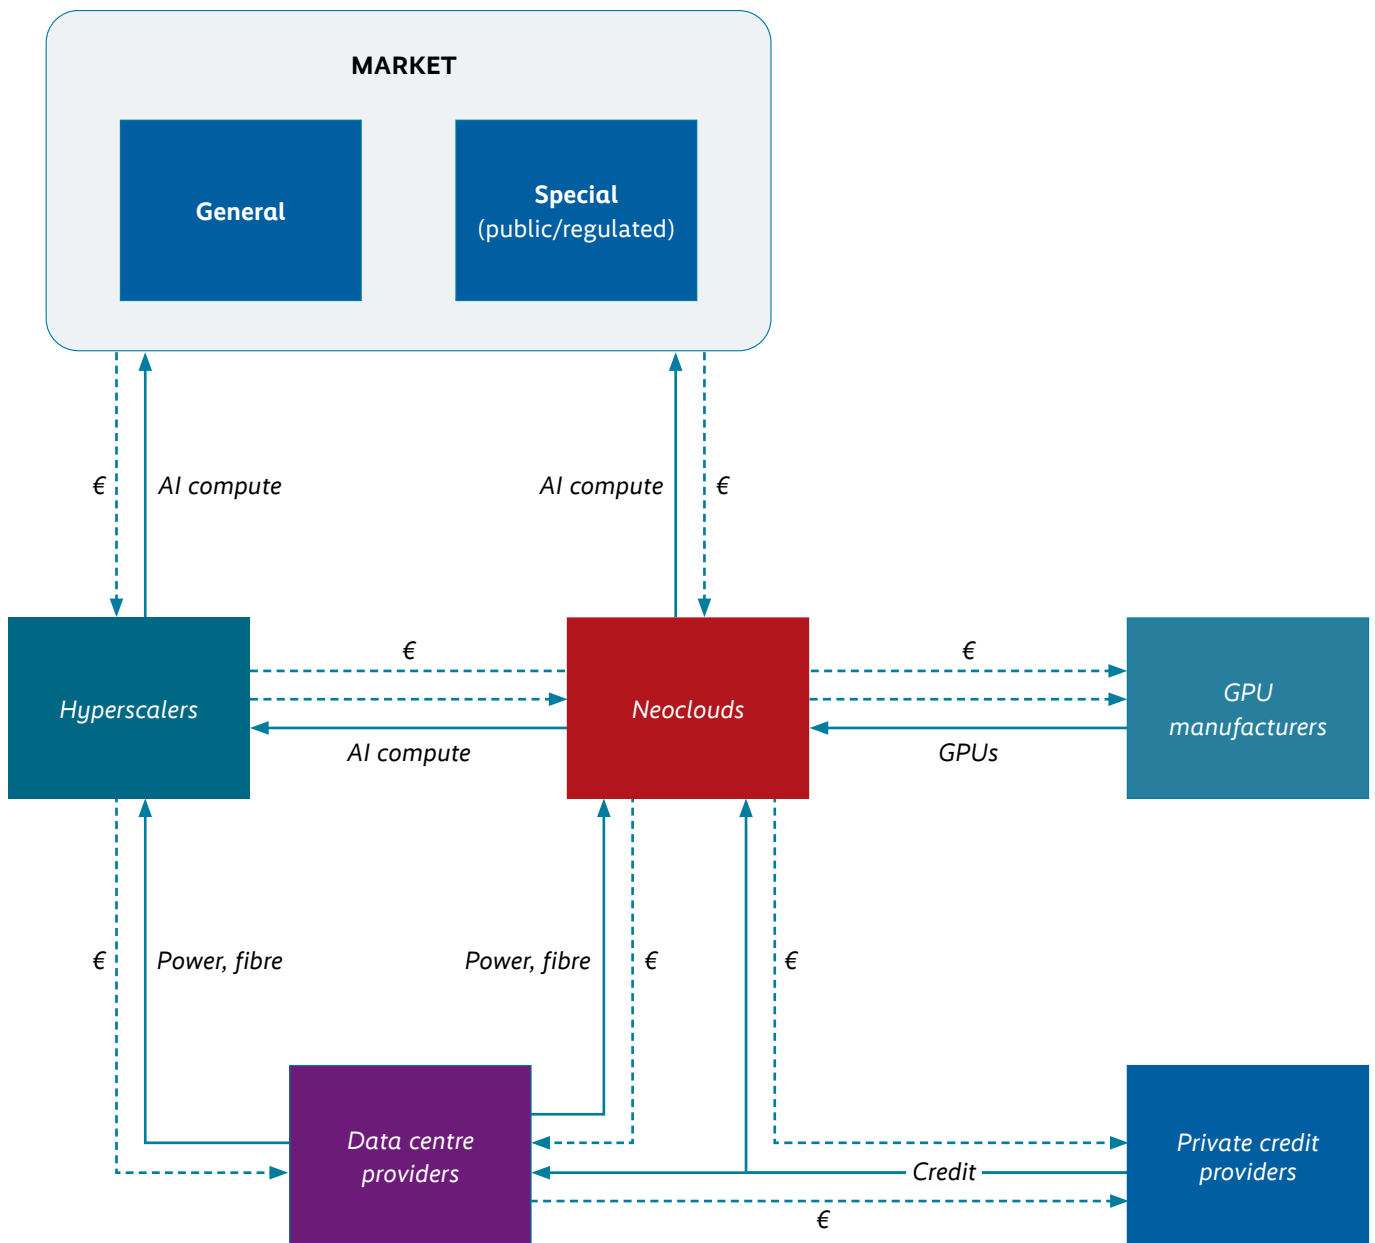 MARKET
General
Special
(public/regulated)
€
AI compute
AI compute
€
€
€
Hyperscalers
Neoclouds
GPU
manufacturers
AI compute
GPUs
€
Power, fibre
Power, fibre
€
€
Data centre
providers
Private credit
providers
Credit
€